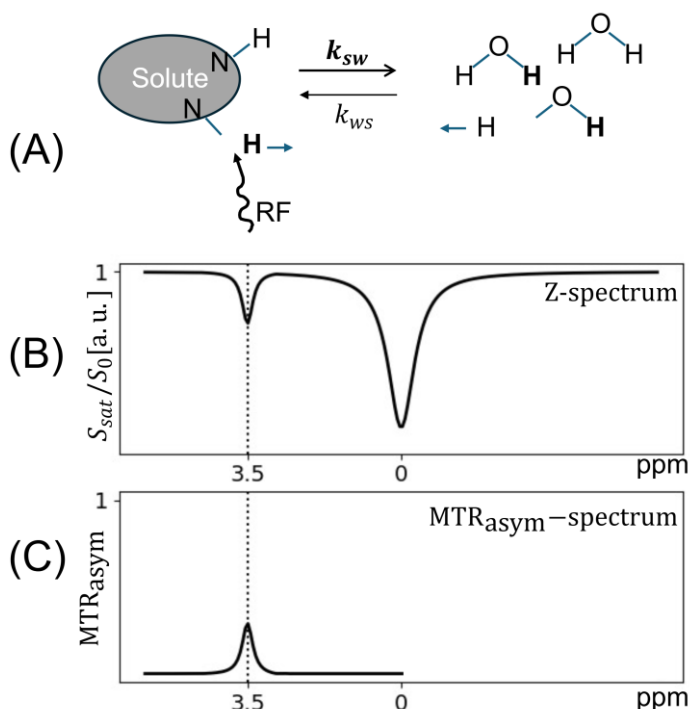 (A)
Solute
N
H
N
H
RF
k_sw
k_ws
O
H H
O
H H
H
O
H
(B)
S_sat/S_0[a. u.]
1
Z-spectrum
3.5 0 ppm
(C)
MTR_asym
1
MTR_asym−spectrum
3.5 0 ppm